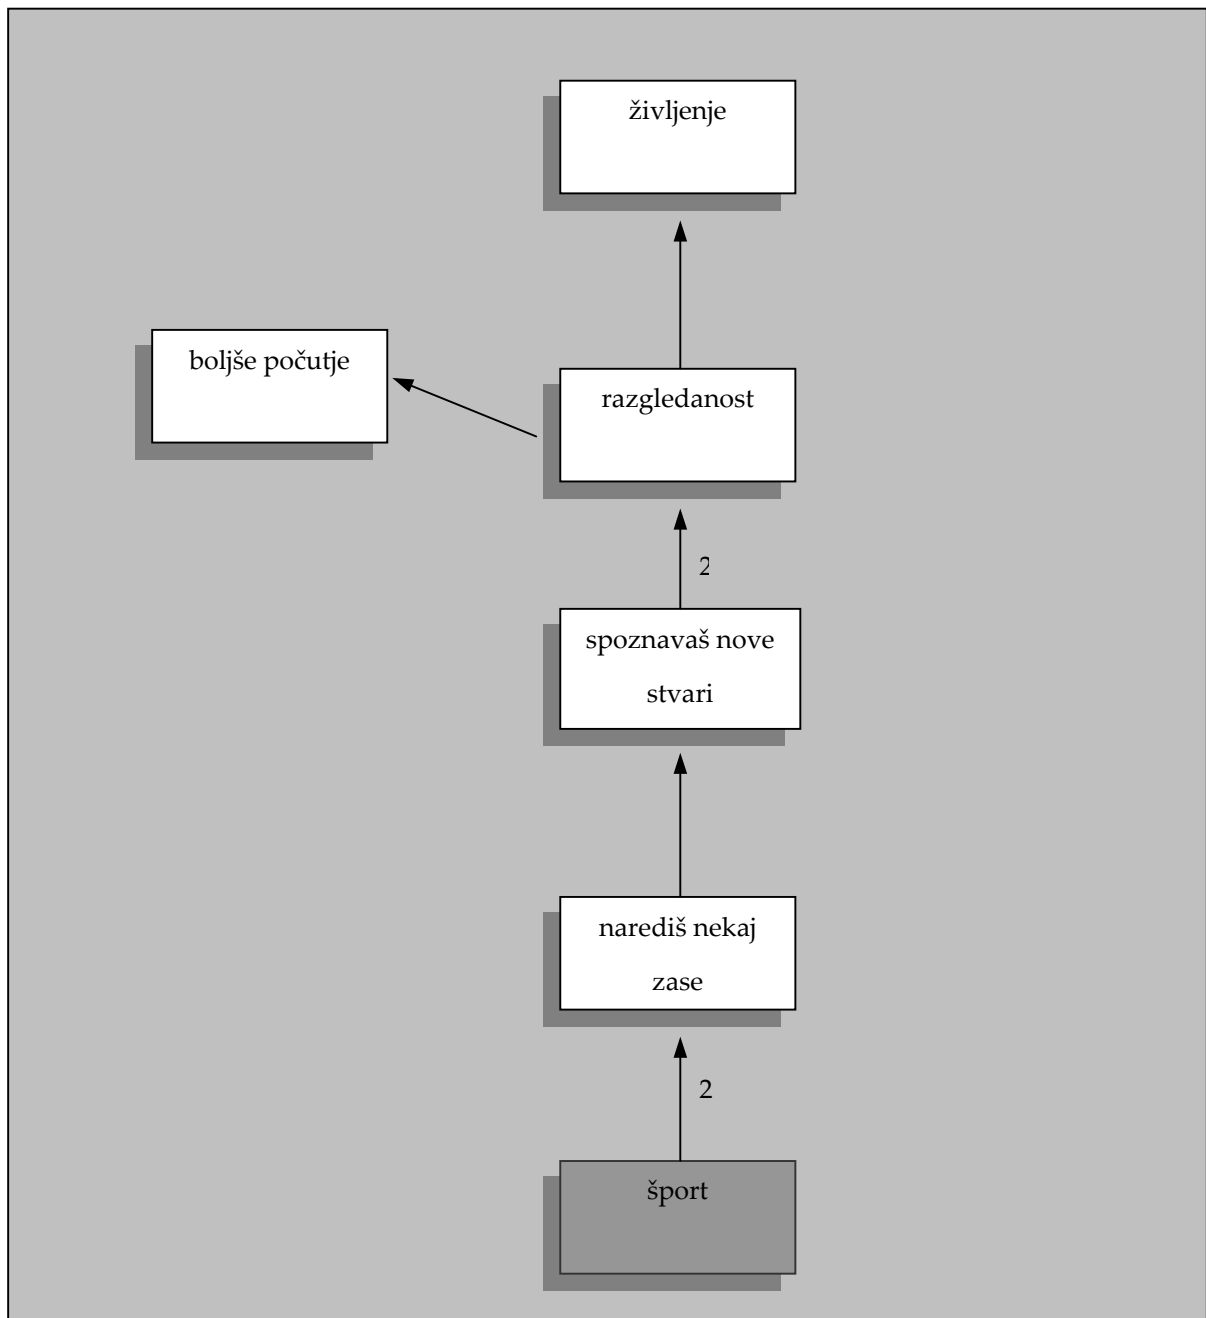 življenje
boljše počutje
razgledanost
2
spoznavaš nove
stvari
narediš nekaj
zase
2
šport